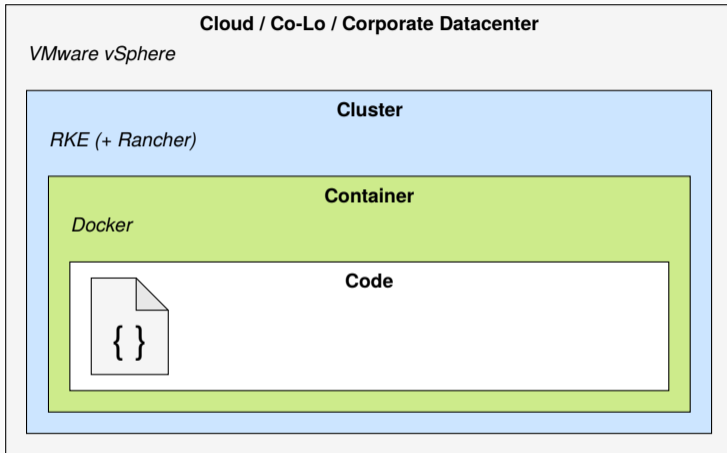 Cloud / Co-Lo / Corporate Datacenter
VMware vSphere
Cluster
RKE (+ Rancher)
Container
Docker
Code
{ }